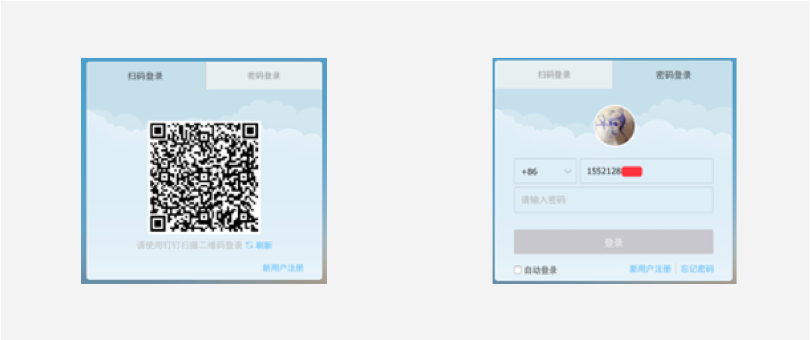 扫码登录 密码登录
请使用钉钉扫描二维码登录 刷新
新用户注册
扫码登录 密码登录
+86 1552128
请输入密码
登录
自动登录 新用户注册 忘记密码